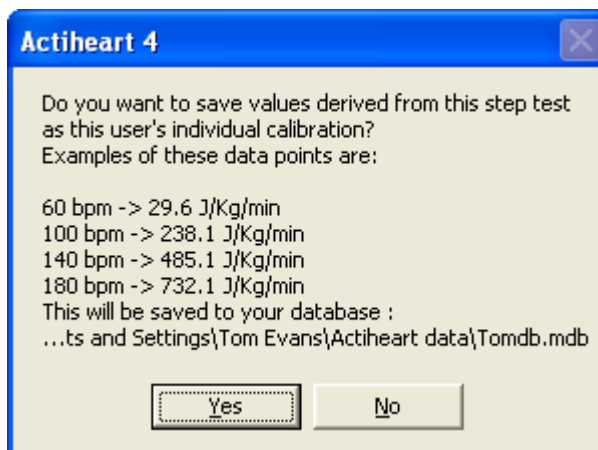 Actiheart 4
Do you want to save values derived from this step test
as this user's individual calibration?
Examples of these data points are:
60 bpm -> 29.6 J/Kg/min
100 bpm -> 238.1 J/Kg/min
140 bpm -> 485.1 J/Kg/min
180 bpm -> 732.1 J/Kg/min
This will be saved to your database :
...ts and Settings\Tom Evans\Actiheart data\Tomdb.mdb
Yes No